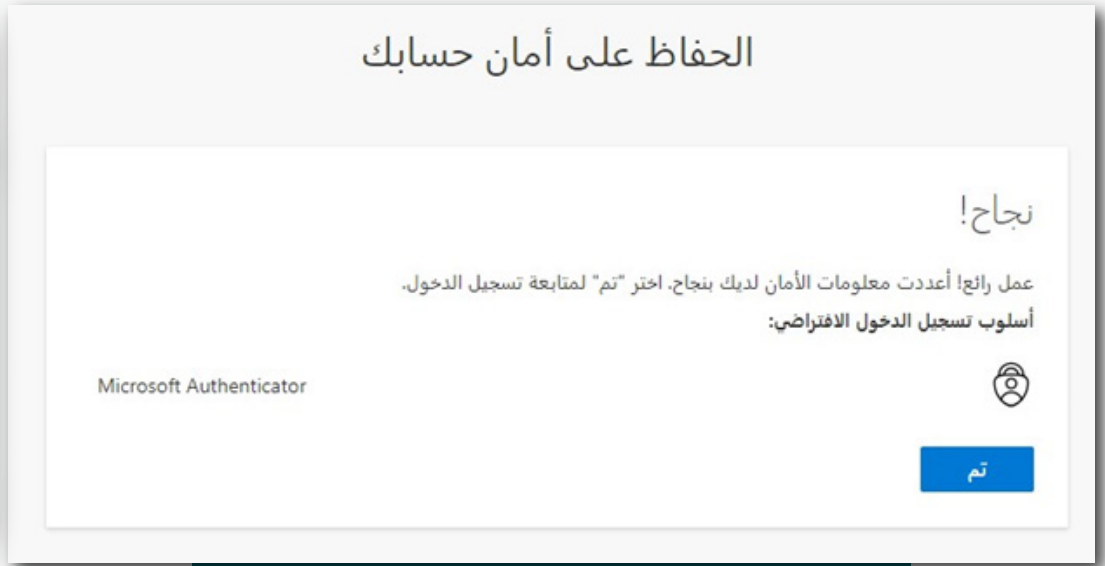 الحفاظ على أمان حسابك
نجاح!
عمل رائع! أعددت معلومات الأمان لديك بنجاح. اختر "تم" لمتابعة تسجيل الدخول.
أسلوب تسجيل الدخول الافتراضي:
Microsoft Authenticator
تم